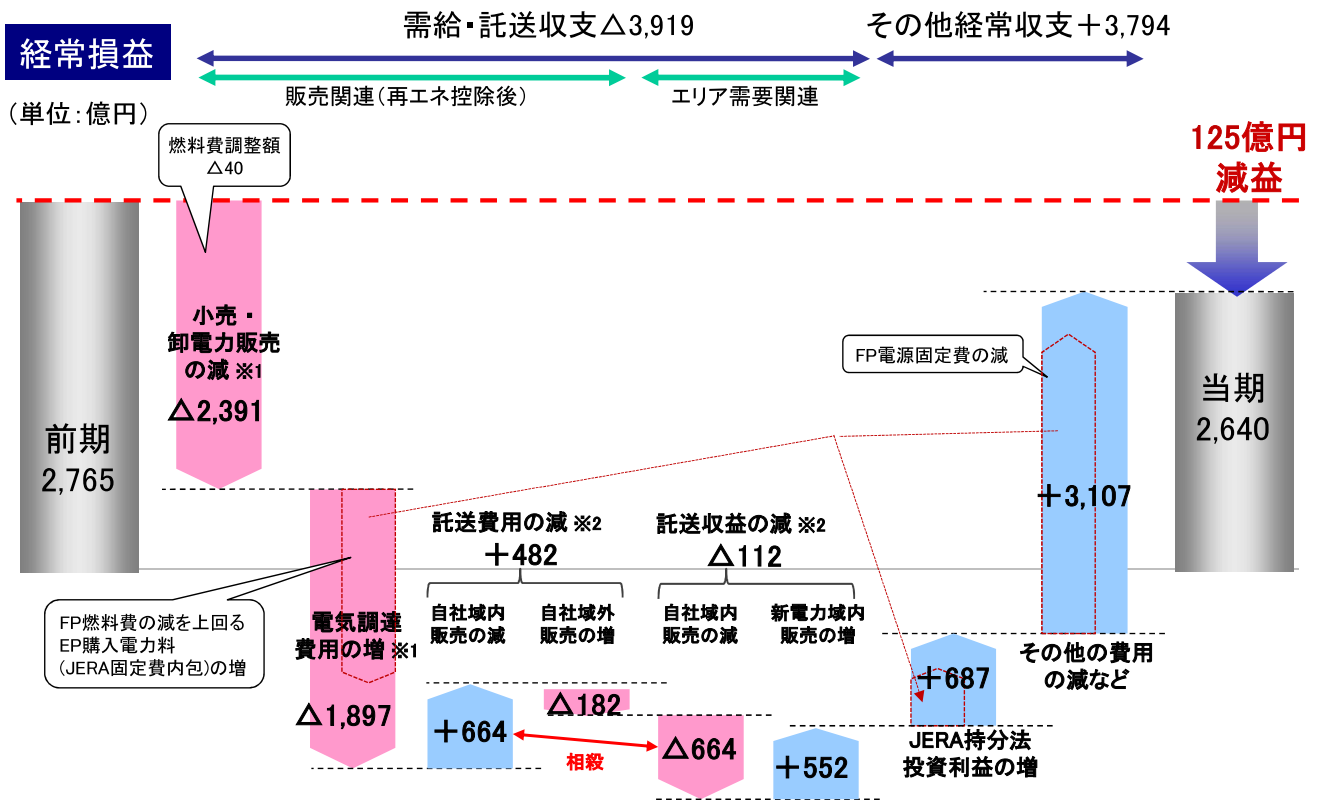 経常損益
(単位:億円)
需給・託送収支△3,919
その他経常収支+3,794
販売関連(再エネ控除後)
エリア需要関連
125億円
減益
燃料費調整額
△40
小売・
卸電力販売
の減 ※1
△2,391
前期
2,765
FP燃料費の減を上回る
EP購入電力料
(JERA固定費内包)の増
電気調達
費用の増 ※1
△1,897
託送費用の減 ※2
+482
自社域内
販売の減
自社域外
販売の増
+664
△182
相殺
託送収益の減 ※2
△112
自社域内
販売の減
新電力域内
販売の増
△664
+552
+687
JERA持分法
投資利益の増
FP電源固定費の減
+3,107
その他の費用
の減など
当期
2,640